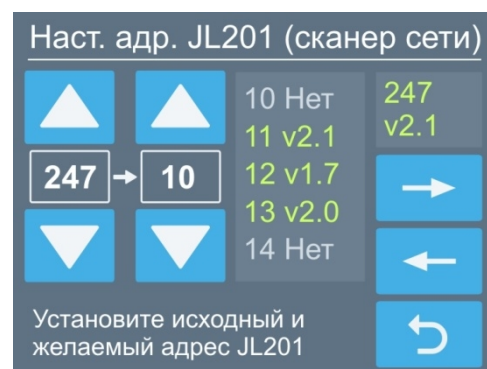 Наст. адр. JL201 (сканер сети)
247 → 10
10 Нет
11 v2.1
12 v1.7
13 v2.0
14 Нет
247
v2.1
Установите исходный и
желаемый адрес JL201